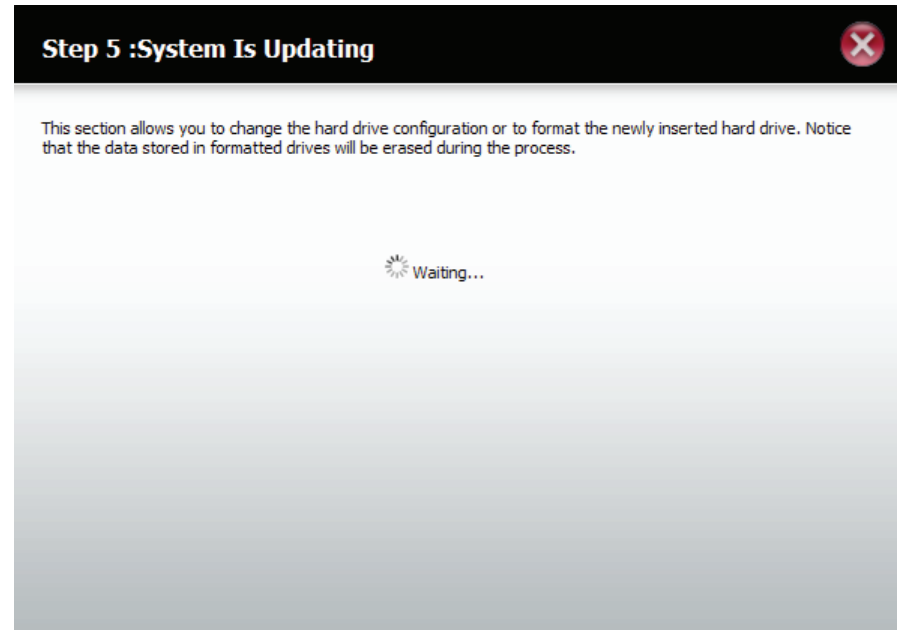 Step 5 :System Is Updating
This section allows you to change the hard drive configuration or to format the newly inserted hard drive. Notice
that the data stored in formatted drives will be erased during the process.
Waiting...